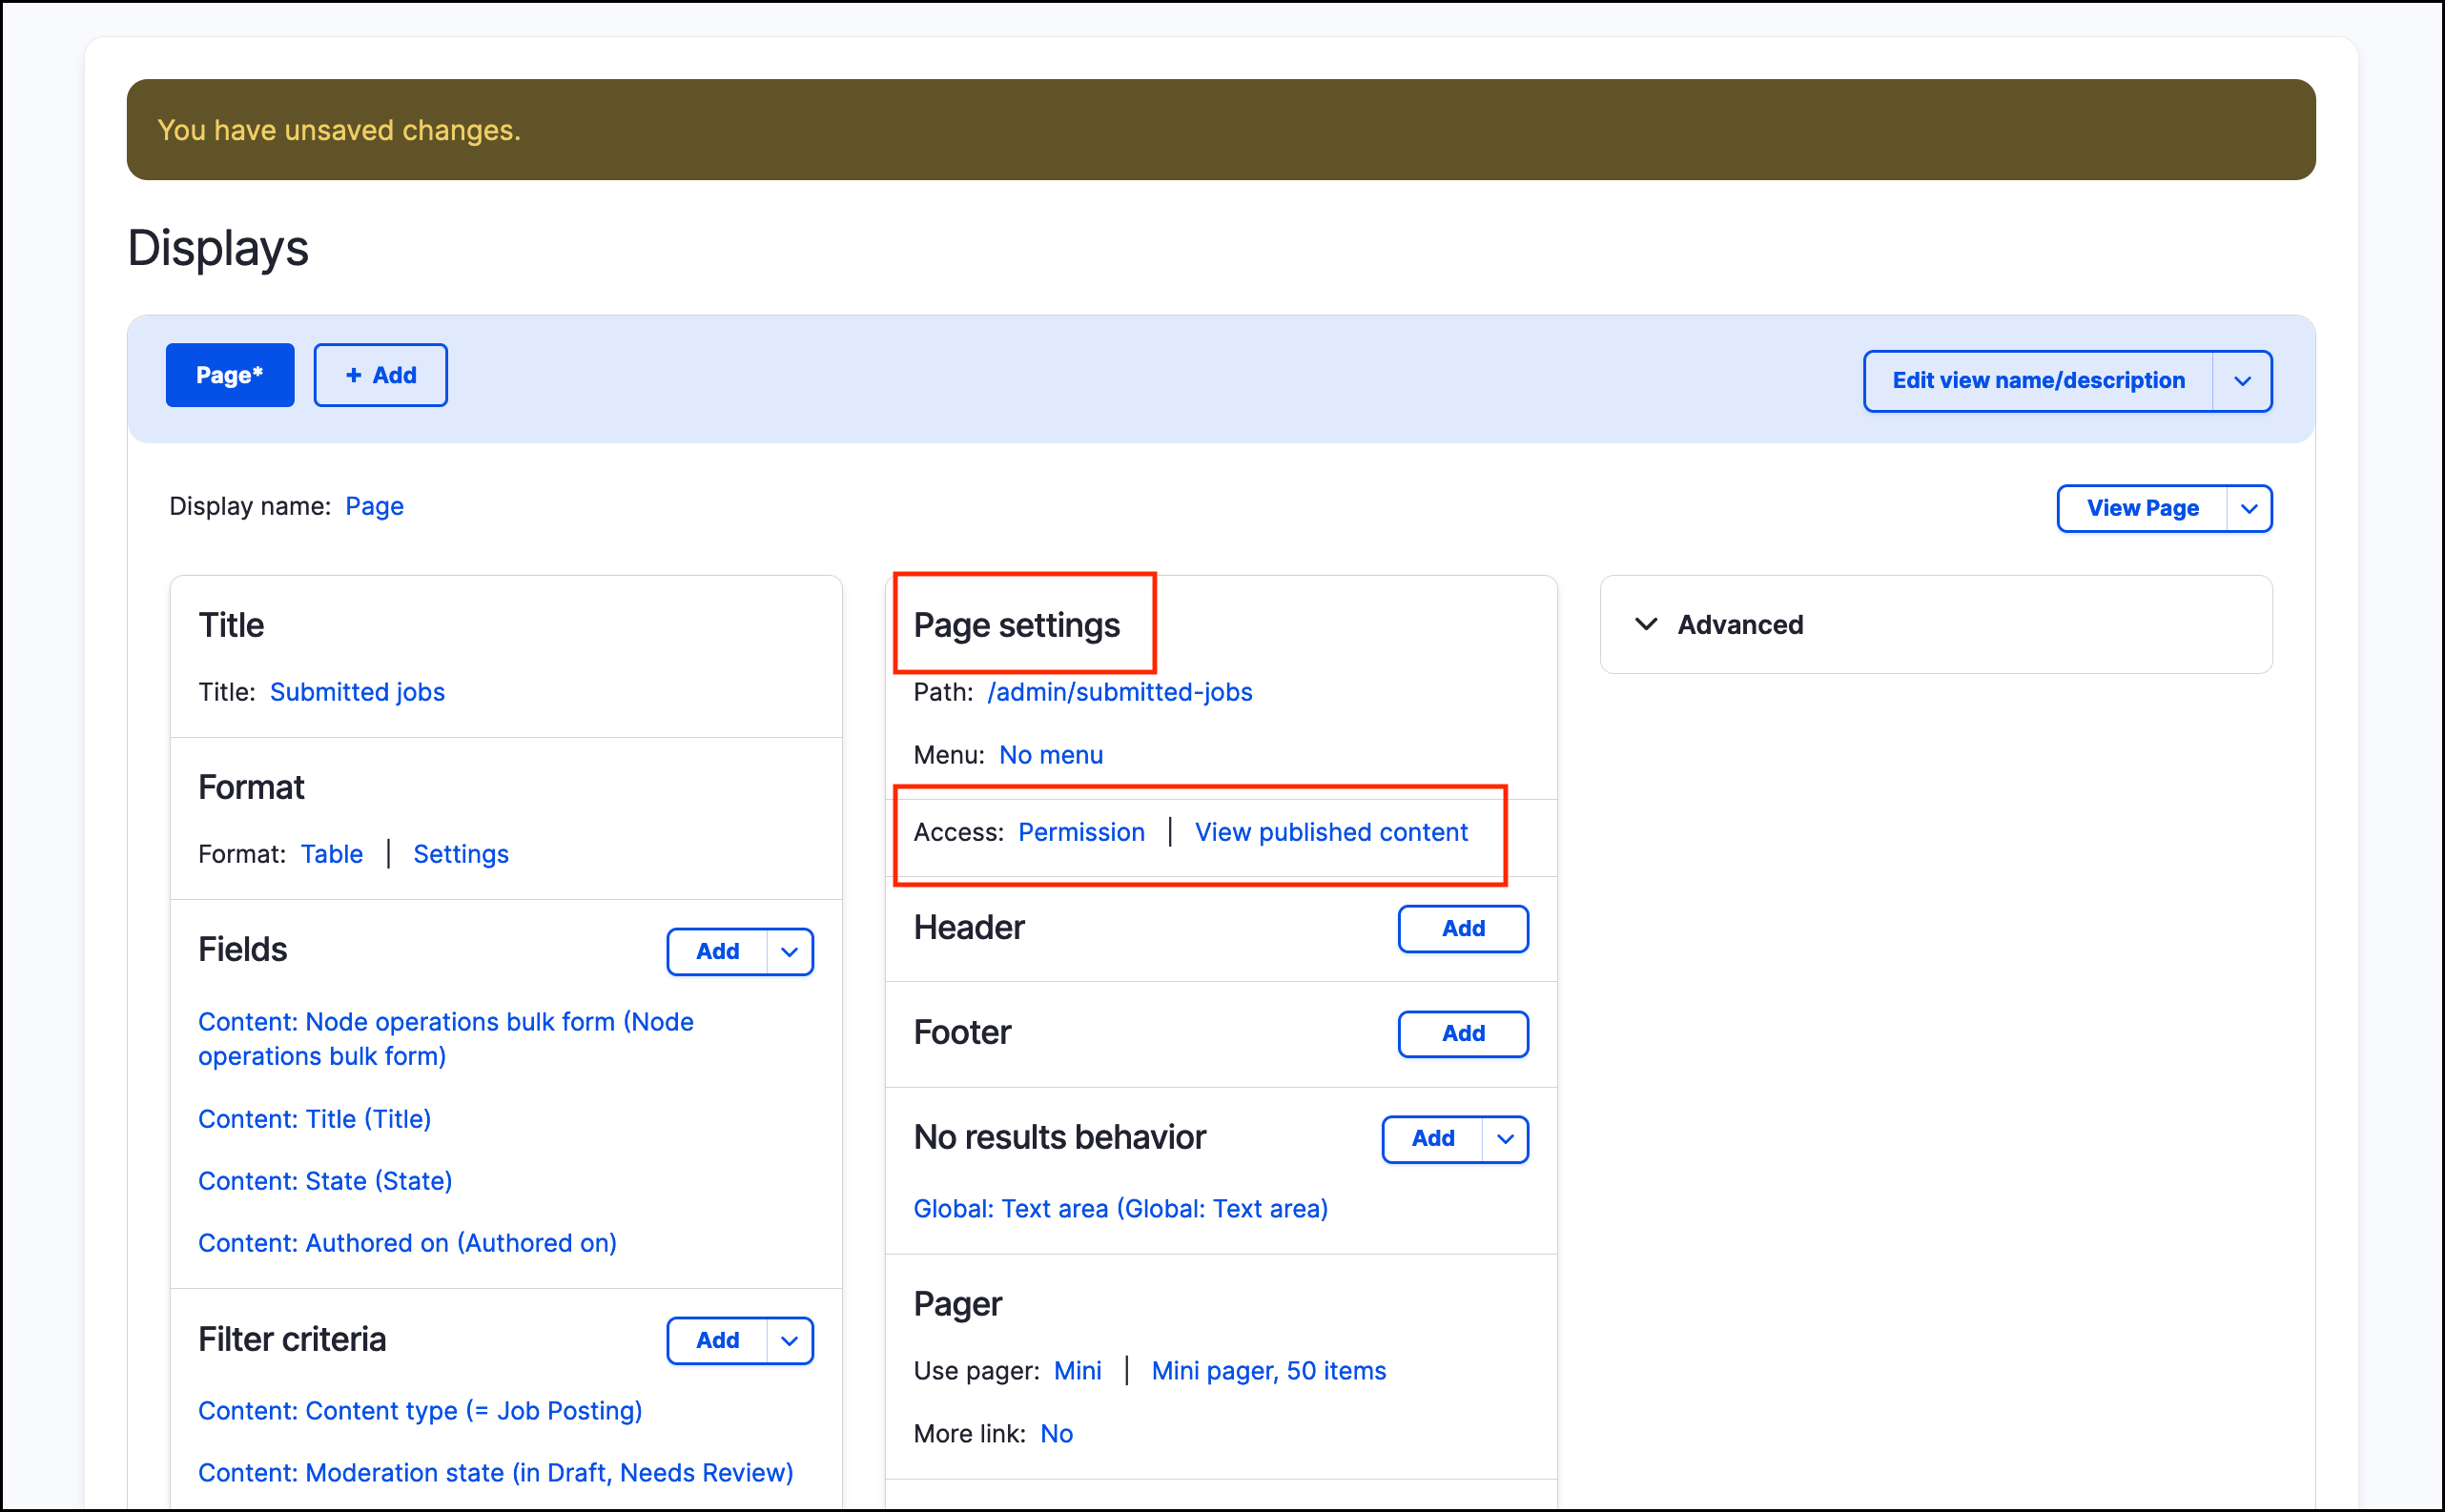 You have unsaved changes.
Displays
Page*
+ Add
Edit view name/description
Display name: Page
View Page
Title
Title: Submitted jobs
Format
Format: Table | Settings
Fields
Add
Content: Node operations bulk form (Node
operations bulk form)
Content: Title (Title)
Content: State (State)
Content: Authored on (Authored on)
Filter criteria
Add
Content: Content type (= Job Posting)
Content: Moderation state (in Draft, Needs Review)
Page settings
Path: /admin/submitted-jobs
Menu: No menu
Access: Permission | View published content
Header
Add
Footer
Add
No results behavior
Add
Global: Text area (Global: Text area)
Pager
Use pager: Mini | Mini pager, 50 items
More link: No
Advanced